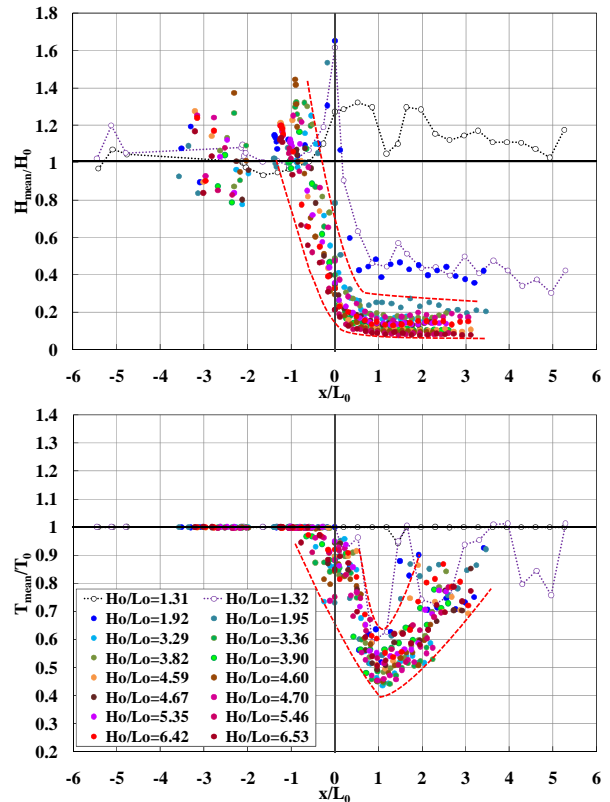 1.8
1.6
1.4
1.2
1
0.8
0.6
0.4
0.2
0
H_mean/H_0
-6 -5 -4 -3 -2 -1 0 1 2 3 4 5 6
x/L_0
1.4
1.3
1.2
1.1
1
0.9
0.8
0.7
0.6
0.5
0.4
0.3
0.2
T_mean/T_0
Ho/Lo=1.31 Ho/Lo=1.32
Ho/Lo=1.92 Ho/Lo=1.95
Ho/Lo=3.29 Ho/Lo=3.36
Ho/Lo=3.82 Ho/Lo=3.90
Ho/Lo=4.59 Ho/Lo=4.60
Ho/Lo=4.67 Ho/Lo=4.70
Ho/Lo=5.35 Ho/Lo=5.46
Ho/Lo=6.42 Ho/Lo=6.53
-6 -5 -4 -3 -2 -1 0 1 2 3 4 5 6
x/L_0